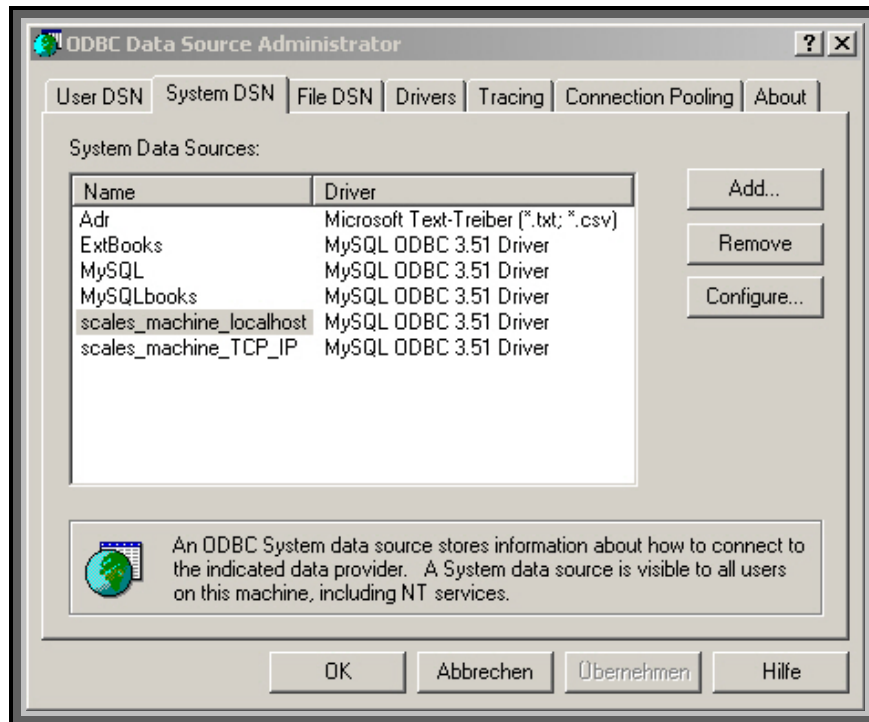 ODBC Data Source Administrator
User DSN System DSN File DSN Drivers Tracing Connection Pooling About
System Data Sources:
Name Driver
Adr Microsoft Text-Treiber (*.txt; *.csv)
ExtBooks MySQL ODBC 3.51 Driver
MySQL MySQL ODBC 3.51 Driver
MySQLbooks MySQL ODBC 3.51 Driver
scales_machine_localhost MySQL ODBC 3.51 Driver
scales_machine_TCP_IP MySQL ODBC 3.51 Driver
Add...
Remove
Configure...
An ODBC System data source stores information about how to connect to
the indicated data provider. A System data source is visible to all users
on this machine, including NT services.
OK Abbrechen Übernehmen Hilfe